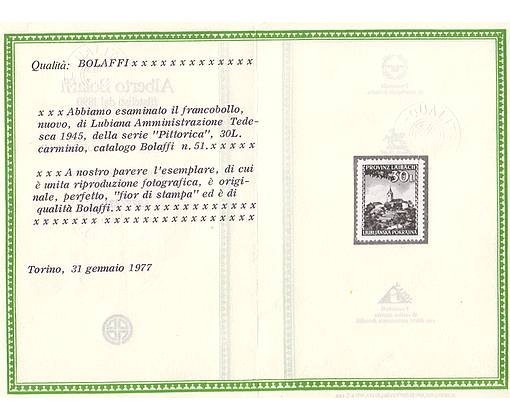 Qualità: BOLAFFI x x x x x x x x x x x x x
x x x Abbiamo esaminato il francobollo,
nuovo, di Lubiana Amministrazione Tede-
sca 1945, della serie "Pittorica", 30L.
carminio, catalogo Bolaffi n. 51. x x x x x
x x x A nostro parere l'esemplare, di cui
è unita riproduzione fotografica, è origi-
nale, perfetto, "fior di stampa" ed è di
qualità Bolaffi. x x x x x x x x x x x x x x x
x x x x x x x x x x x x x x x x x x x x x x
Torino, 31 gennaio 1977
Alberto Bolaffi
PROVINZ LAIBACH
30
LJUBLJANSKA POKRAJINA